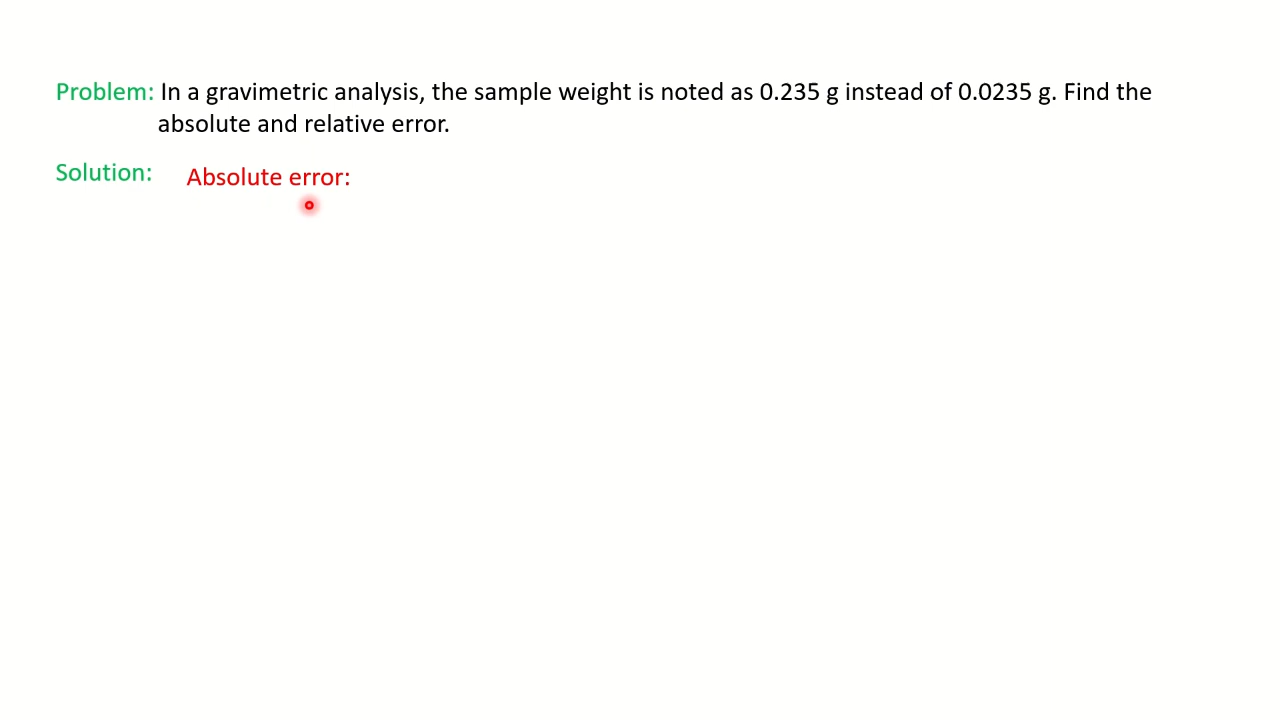 Problem: In a gravimetric analysis, the sample weight is noted as 0.235 g instead of 0.0235 g. Find the
absolute and relative error.
Solution: Absolute error: